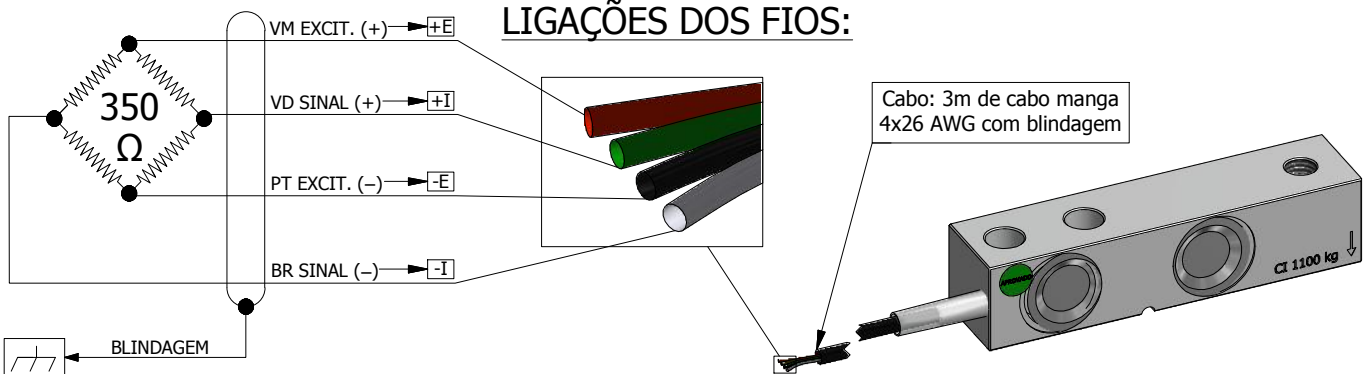 LIGAÇÕES DOS FIOS:
VM EXCIT. (+) +E
VD SINAL (+) +I
350
Ω
PT EXCIT. (–) -E
BR SINAL (–) -I
BLINDAGEM
Cabo: 3m de cabo manga
4x26 AWG com blindagem
APROVADO
CI 1100 kg